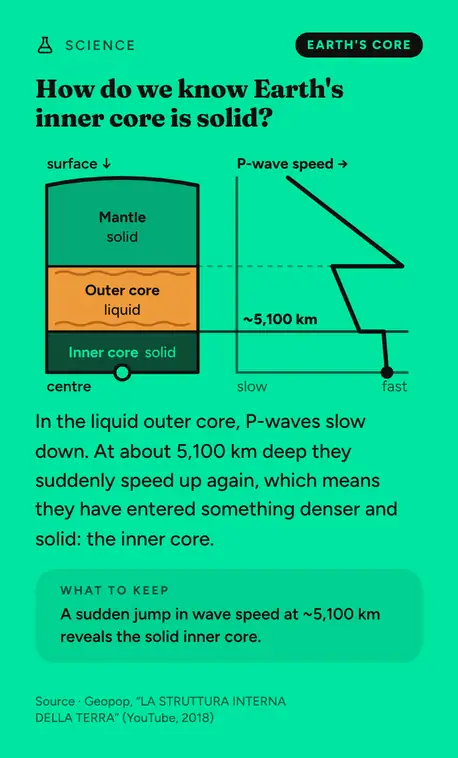 SCIENCE
EARTH'S CORE
How do we know Earth's
inner core is solid?
surface ↓
P-wave speed →
Mantle
solid
Outer core
liquid
~5,100 km
Inner core solid
centre
slow
fast
In the liquid outer core, P-waves slow
down. At about 5,100 km deep they
suddenly speed up again, which means
they have entered something denser and
solid: the inner core.
WHAT TO KEEP
A sudden jump in wave speed at ~5,100 km
reveals the solid inner core.
Source · Geopop, “LA STRUTTURA INTERNA
DELLA TERRA” (YouTube, 2018)